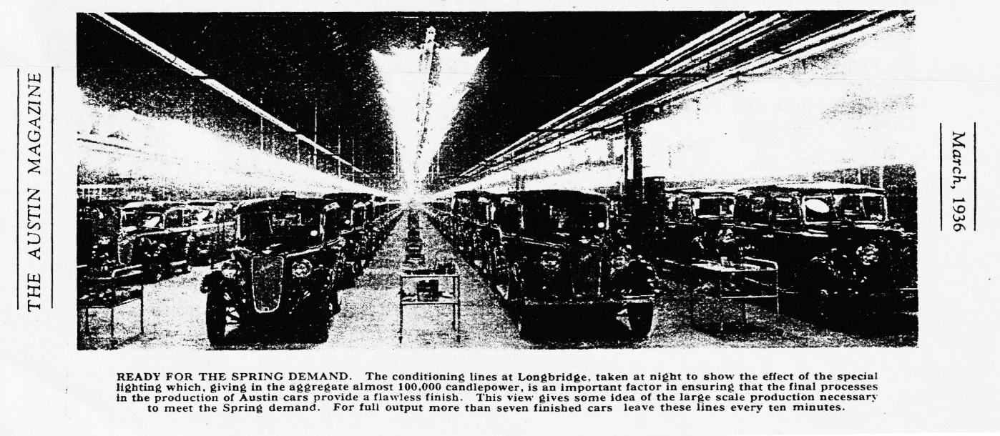 THE AUSTIN MAGAZINE
March, 1936
READY FOR THE SPRING DEMAND. The conditioning lines at Longbridge, taken at night to show the effect of the special
lighting which, giving in the aggregate almost 100,000 candlepower, is an important factor in ensuring that the final processes
in the production of Austin cars provide a flawless finish. This view gives some idea of the large scale production necessary
to meet the Spring demand. For full output more than seven finished cars leave these lines every ten minutes.